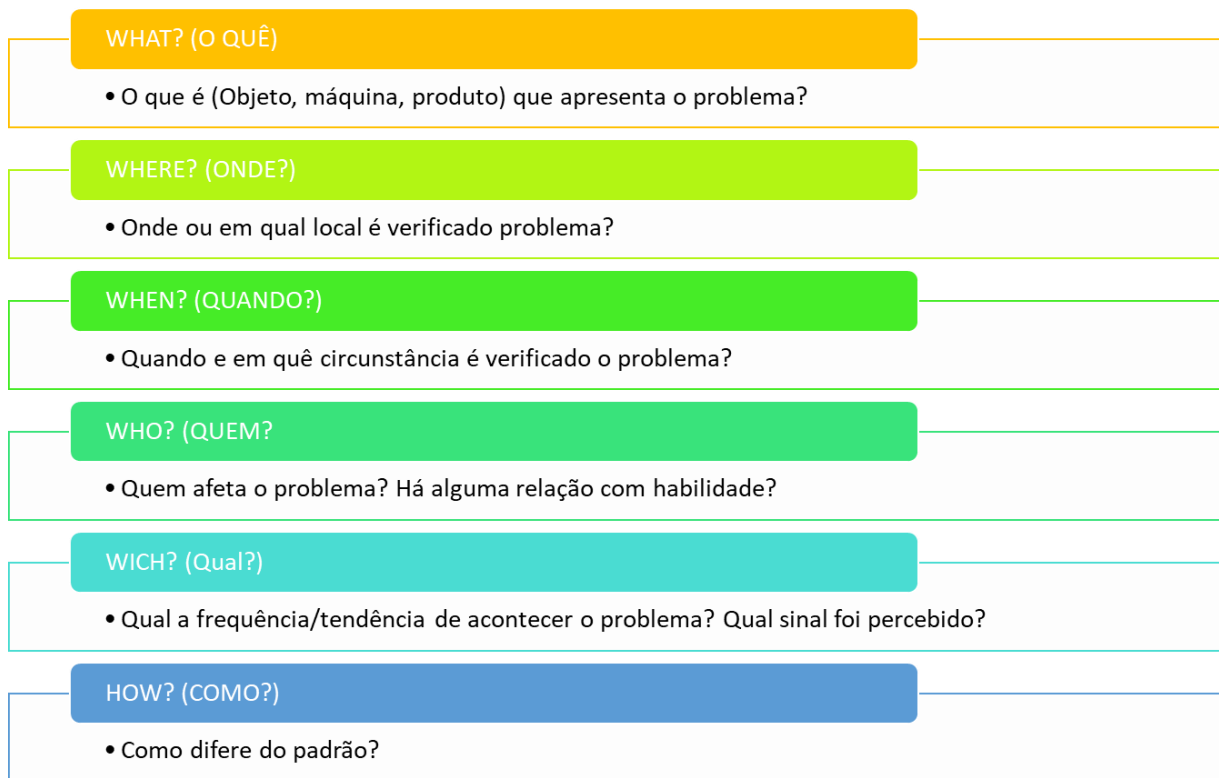 WHAT? (O QUÊ)
• O que é (Objeto, máquina, produto) que apresenta o problema?
WHERE? (ONDE?)
• Onde ou em qual local é verificado problema?
WHEN? (QUANDO?)
• Quando e em quê circunstância é verificado o problema?
WHO? (QUEM?
• Quem afeta o problema? Há alguma relação com habilidade?
WICH? (Qual?)
• Qual a frequência/tendência de acontecer o problema? Qual sinal foi percebido?
HOW? (COMO?)
• Como difere do padrão?